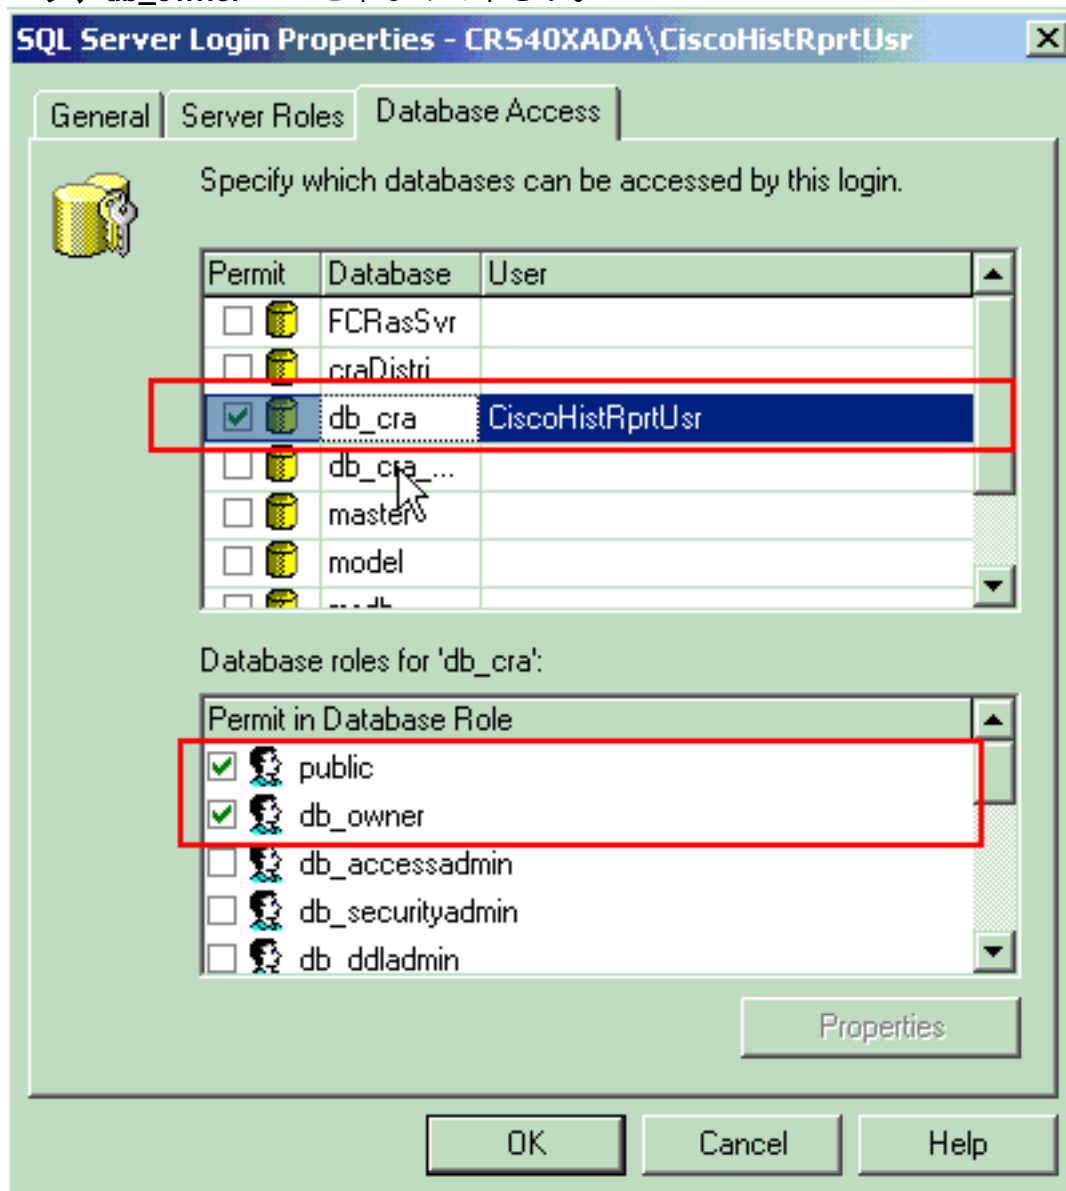 db_owner
SQL Server Login Properties - CRS40XADA\CiscoHistRprtUsr
General Server Roles Database Access
Specify which databases can be accessed by this login.
Permit Database User
FCRasSvr
craDistri
db_cra CiscoHistRprtUsr
db_cra_...
master
model
Database roles for 'db_cra':
Permit in Database Role
public
db_owner
db_accessadmin
db_securityadmin
db_ddladmin
Properties
OK Cancel Help